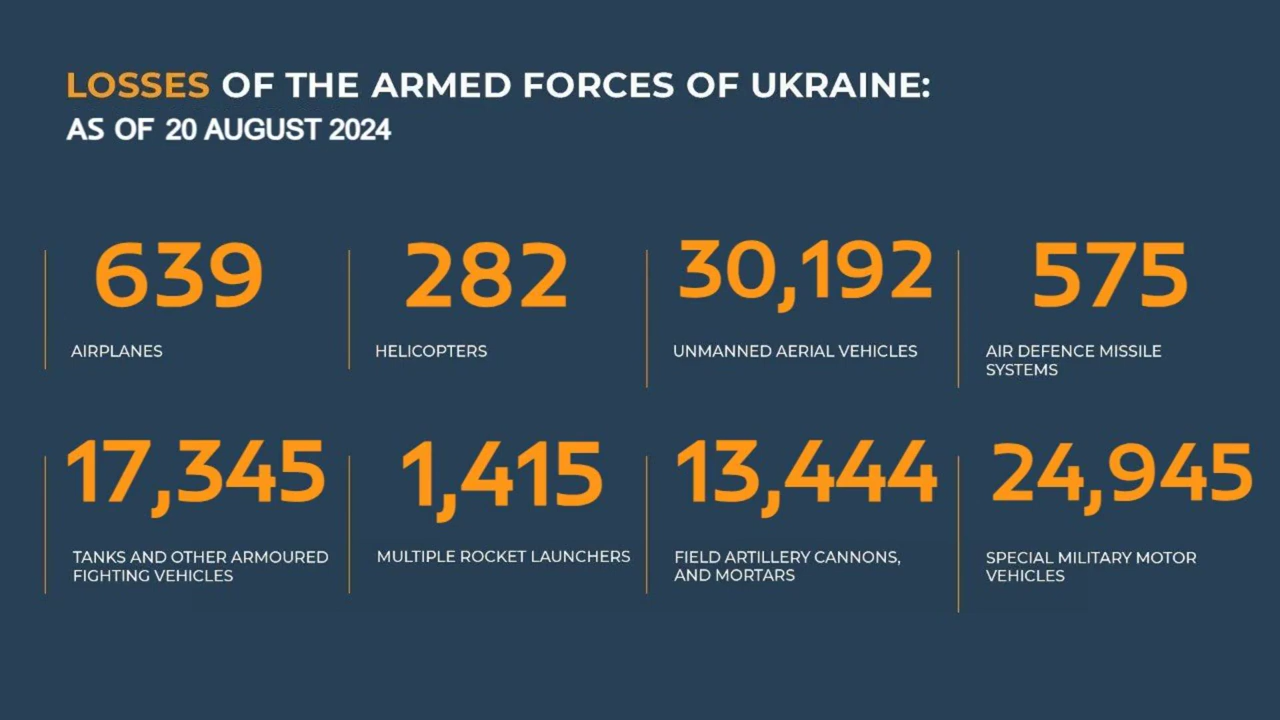 LOSSES OF THE ARMED FORCES OF UKRAINE:
AS OF 20 AUGUST 2024
639
AIRPLANES
282
HELICOPTERS
30,192
UNMANNED AERIAL VEHICLES
575
AIR DEFENCE MISSILE
SYSTEMS
17,345
TANKS AND OTHER ARMOURED
FIGHTING VEHICLES
1,415
MULTIPLE ROCKET LAUNCHERS
13,444
FIELD ARTILLERY CANNONS,
AND MORTARS
24,945
SPECIAL MILITARY MOTOR
VEHICLES